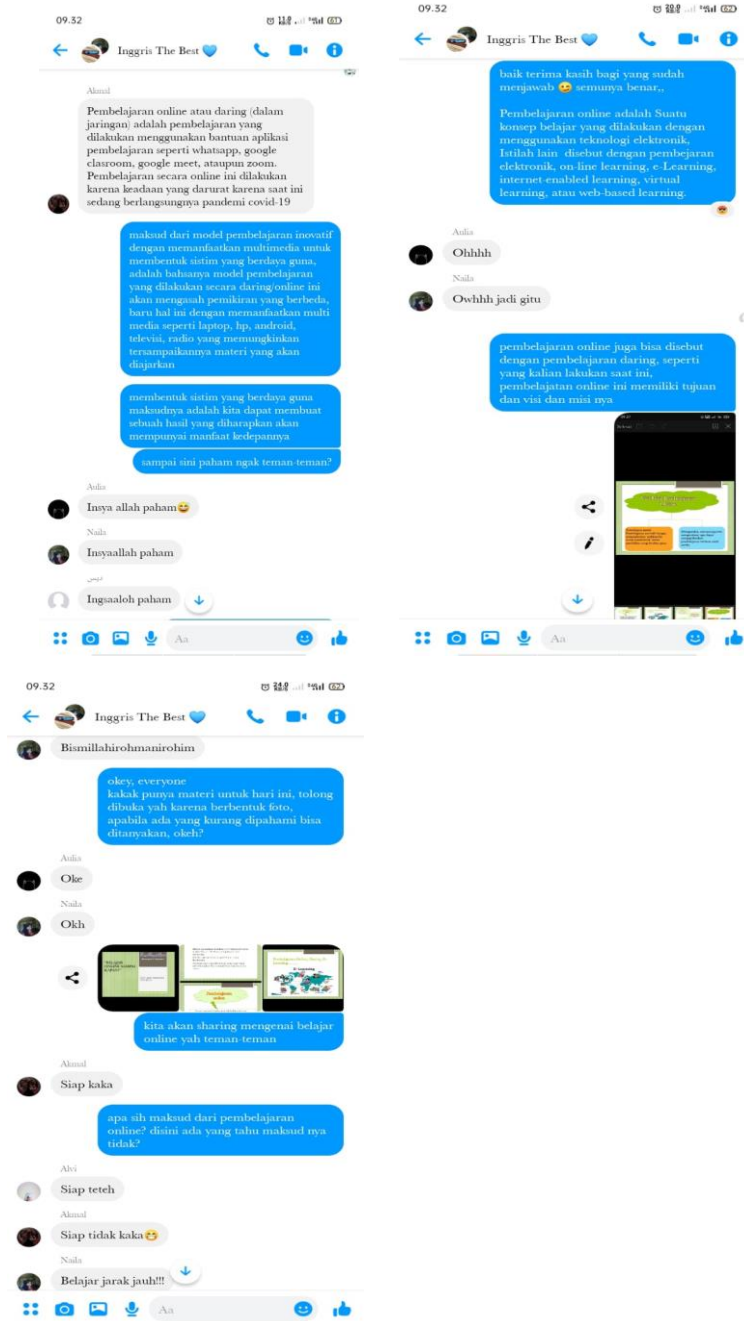 09.32
Inggris The Best
Akmal
Pembelajaran online atau daring (dalam
jaringan) adalah pembelajaran yang
dilakukan menggunakan bantuan aplikasi
pembelajaran seperti whatsapp, google
clasroom, google meet, ataupun zoom.
Pembelajaran secara online ini dilakukan
karena keadaan yang darurat karena saat ini
sedang berlangsungnya pandemi covid-19
maksud dari model pembelajaran inovatif
dengan memanfaatkan multimedia untuk
membentuk sistim yang berdaya guna,
adalah bahsanya model pembelajaran
yang dilakukan secara daring/online ini
akan mengasah pemikiran yang berbeda,
baru hal ini dengan memanfaatkan multi
media seperti laptop, hp, android,
televisi, radio yang memungkinkan
tersampaikannya materi yang akan
diajarkan
membentuk sistim yang berdaya guna
maksudnya adalah kita dapat membuat
sebuah hasil yang diharapkan akan
mempunyai manfaat kedepannya
sampai sini paham ngak teman-teman?
Aulia
Insya allah paham😅
Naila
Insyaallah paham
Ingsaaloh paham
Aa
09.32
Inggris The Best
baik terima kasih bagi yang sudah
menjawab 😉 semunya benar,,
Pembelajaran online adalah Suatu
konsep belajar yang dilakukan dengan
menggunakan teknologi elektronik,
Istilah lain disebut dengan pembejaran
elektronik, on-line learning, e-Learning,
internet-enabled learning, virtual
learning, atau web-based learning.
Aulia
Ohhhh
Naila
Owhhh jadi gitu
pembelajaran online juga bisa disebut
dengan pembelajaran daring, seperti
yang kalian lakukan saat ini,
pembelajatan online ini memiliki tujuan
dan visi dan misi nya
Aa
09.32
Inggris The Best
Bismillahirohmanirohim
okey, everyone
kakak punya materi untuk hari ini, tolong
dibuka yah karena berbentuk foto,
apabila ada yang kurang dipahami bisa
ditanyakan, okeh?
Aulia
Oke
Naila
Okh
kita akan sharing mengenai belajar
online yah teman-teman
Akmal
Siap kaka
apa sih maksud dari pembelajaran
online? disini ada yang tahu maksud nya
tidak?
Alvi
Siap teteh
Akmal
Siap tidak kaka😁
Naila
Belajar jarak jauh!!!
Aa